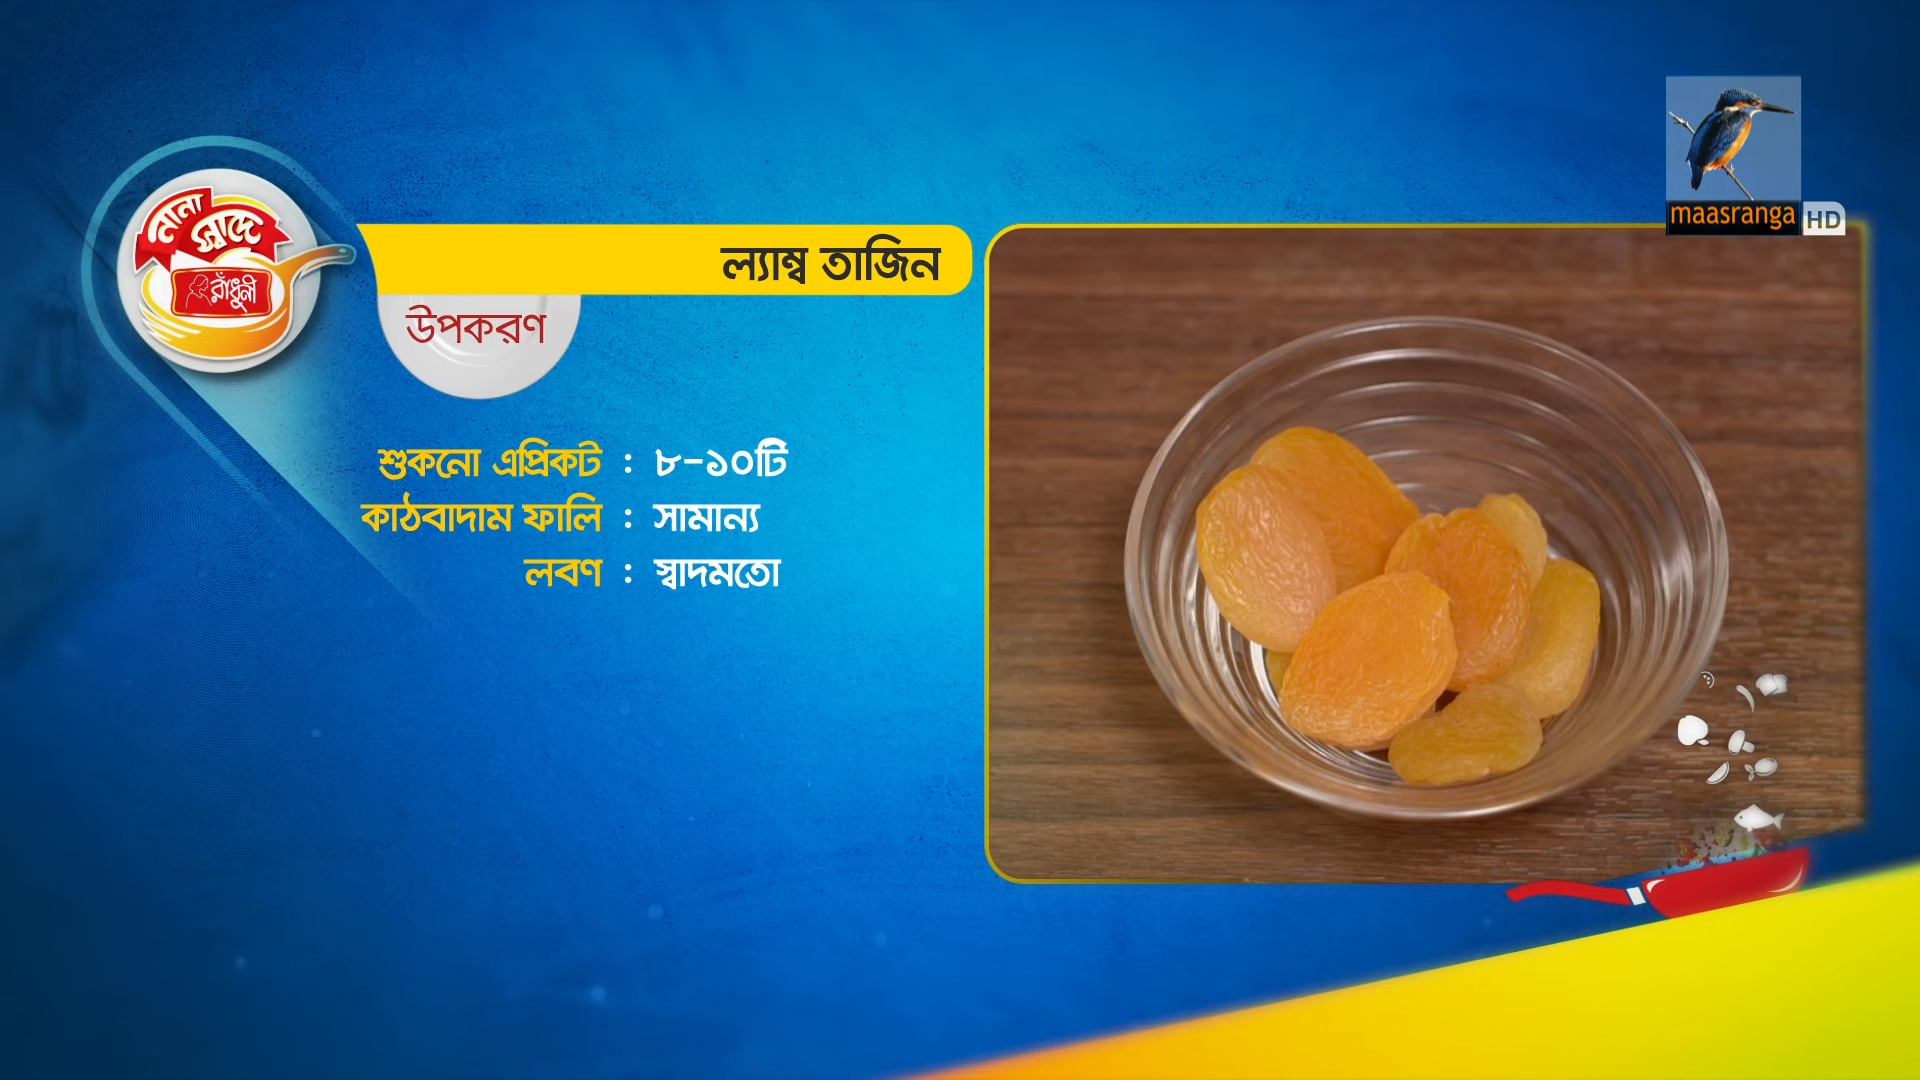 maasranga HD
নানা
স্বাদে
রাঁধুনী
ল্যাম্ব তাজিন
উপকরণ
শুকনো এপ্রিকট : ৮-১০টি
কাঠবাদাম ফালি : সামান্য
লবণ : স্বাদমতো